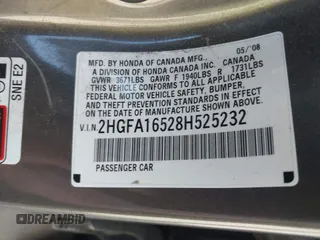 MFD. BY HONDA OF CANADA MFG., 05/'08
A DIVISION OF HONDA CANADA INC. CANADA
GVWR 3671LBS GAWR F 1940LBS R 1731LBS
THIS VEHICLE CONFORMS TO ALL APPLICABLE
FEDERAL MOTOR VEHICLE SAFETY, BUMPER,
AND THEFT PREVENTION STANDARDS IN EFFECT ON THE
DATE OF MANUFACTURE SHOWN ABOVE.
V.I.N. 2HGFA16528H525232
PASSENGER CAR
SNE E2
DREAMBID